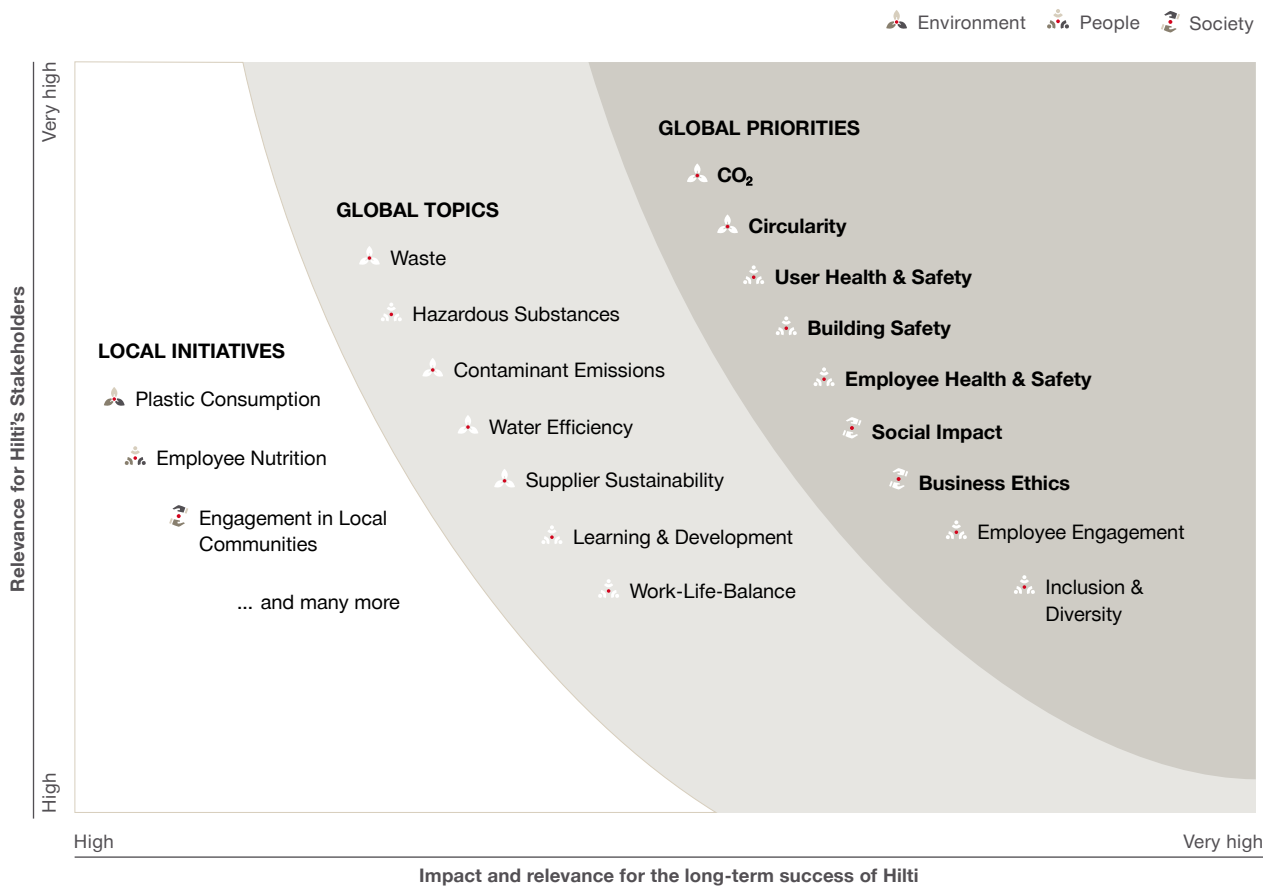 Environment People Society
Very high
High
Relevance for Hilti's Stakeholders
LOCAL INITIATIVES
Plastic Consumption
Employee Nutrition
Engagement in Local
Communities
... and many more
GLOBAL TOPICS
Waste
Hazardous Substances
Contaminant Emissions
Water Efficiency
Supplier Sustainability
Learning & Development
Work-Life-Balance
GLOBAL PRIORITIES
CO₂
Circularity
User Health & Safety
Building Safety
Employee Health & Safety
Social Impact
Business Ethics
Employee Engagement
Inclusion &
Diversity
High Very high
Impact and relevance for the long-term success of Hilti